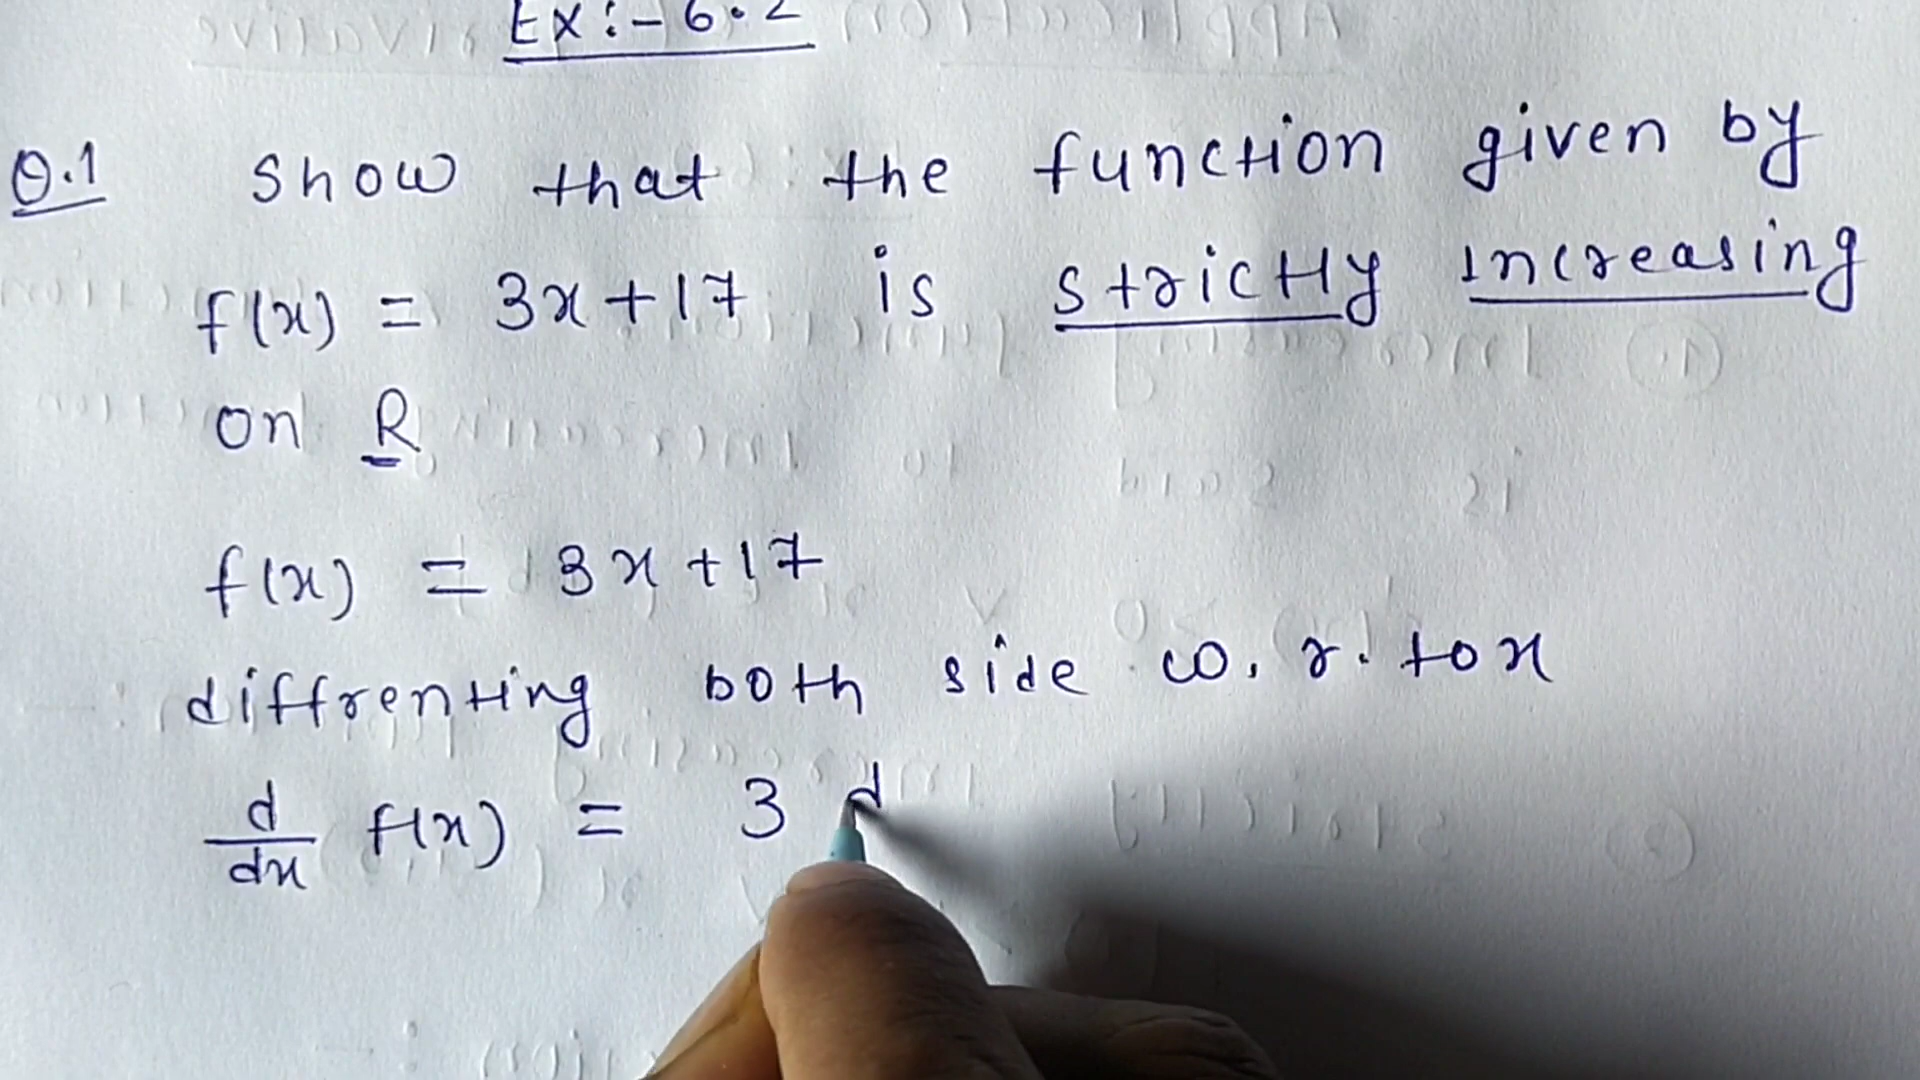 Ex:- 6.2
Q.1 Show that the function given by
f(x) = 3x+17 is strictly increasing
on R.
f(x) = 3x+17
diffrenting both side w.r.to x
d/dx f(x) = 3 d